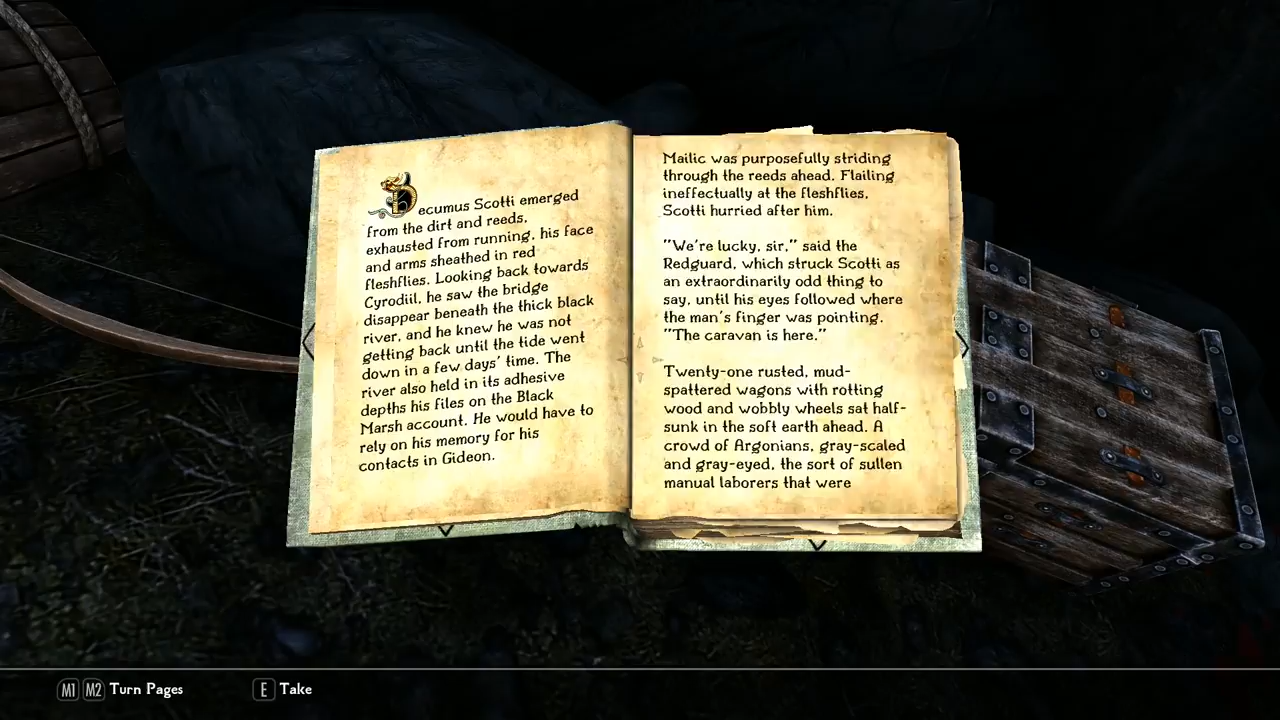 Decumus Scotti emerged
from the dirt and reeds,
exhausted from running, his face
and arms sheathed in red
fleshflies. Looking back towards
Cyrodiil, he saw the bridge
disappear beneath the thick black
river, and he knew he was not
getting back until the tide went
down in a few days' time. The
river also held in its adhesive
depths his files on the Black
Marsh account. He would have to
rely on his memory for his
contacts in Gideon.
Mailic was purposefully striding
through the reeds ahead. Flailing
ineffectually at the fleshflies,
Scotti hurried after him.
"We're lucky, sir," said the
Redguard, which struck Scotti as
an extraordinarily odd thing to
say, until his eyes followed where
the man's finger was pointing.
"The caravan is here."
Twenty-one rusted, mud-
spattered wagons with rotting
wood and wobbly wheels sat half-
sunk in the soft earth ahead. A
crowd of Argonians, gray-scaled
and gray-eyed, the sort of sullen
manual laborers that were
M1 M2 Turn Pages
E Take